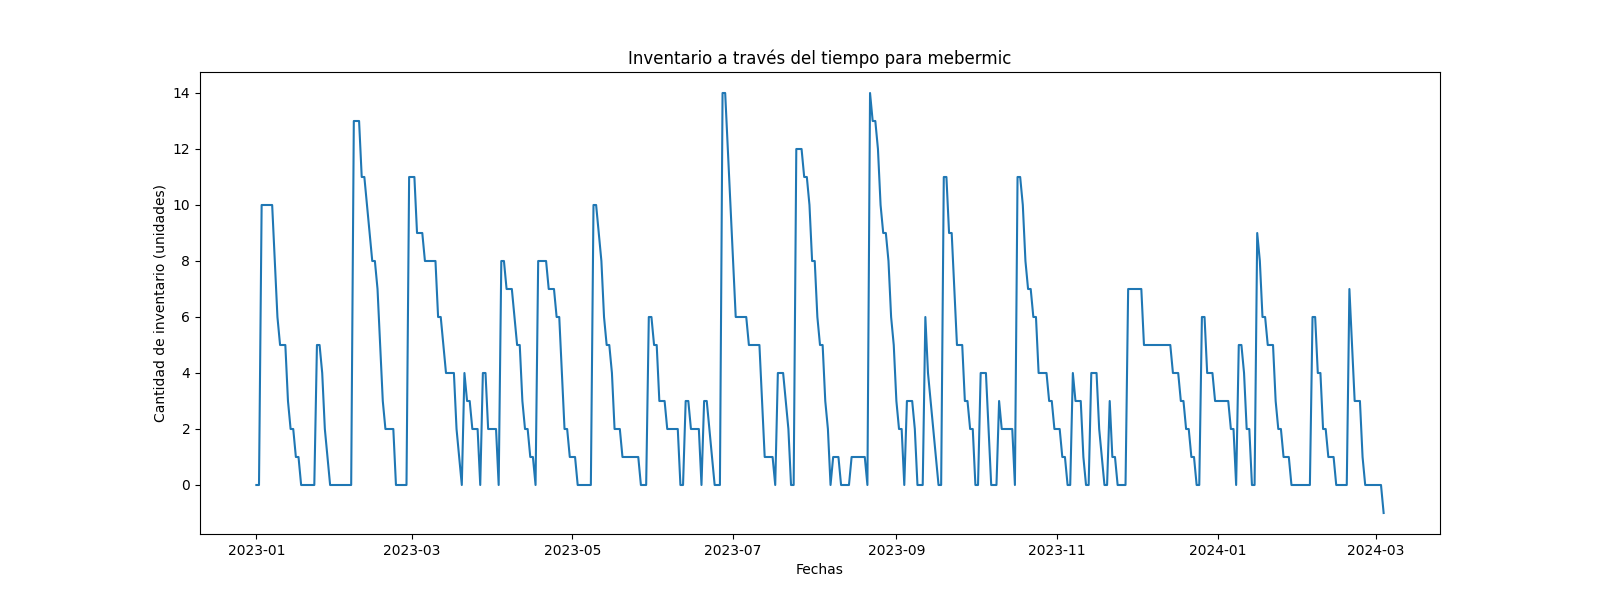 Inventario a través del tiempo para mebermic
Cantidad de inventario (unidades)
14
12
10
8
6
4
2
0
2023-01 2023-03 2023-05 2023-07 2023-09 2023-11 2024-01 2024-03
Fechas